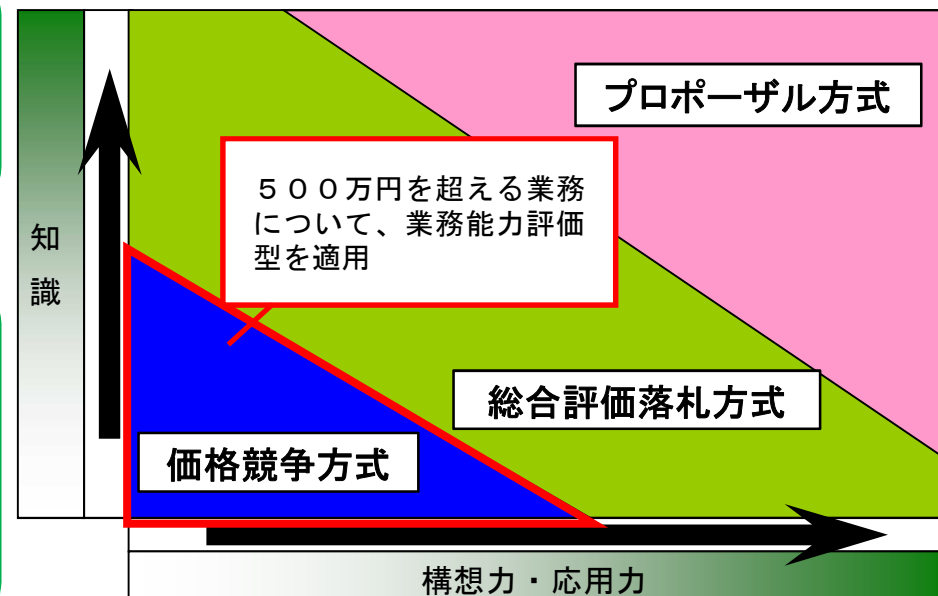 プロポーザル方式
５００万円を超える業務
について、業務能力評価
型を適用
知
識
総合評価落札方式
価格競争方式
構想力・応用力